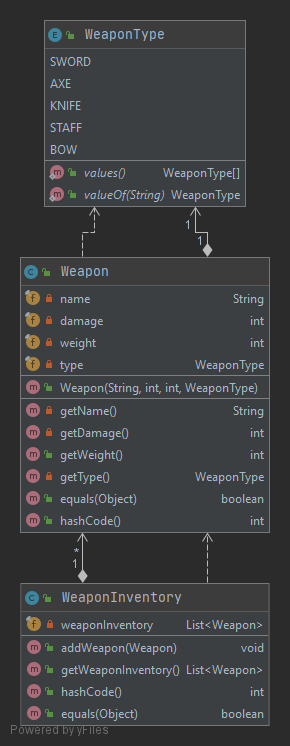 WeaponType
SWORD
AXE
KNIFE
STAFF
BOW
values() WeaponType[]
valueOf(String) WeaponType
1 1
Weapon
name String
damage int
weight int
type WeaponType
Weapon(String, int, int, WeaponType)
getName() String
getDamage() int
getWeight() int
getType() WeaponType
equals(Object) boolean
hashCode() int
*
1
WeaponInventory
weaponInventory List<Weapon>
addWeapon(Weapon) void
getWeaponInventory() List<Weapon>
hashCode() int
equals(Object) boolean
Powered by yFiles